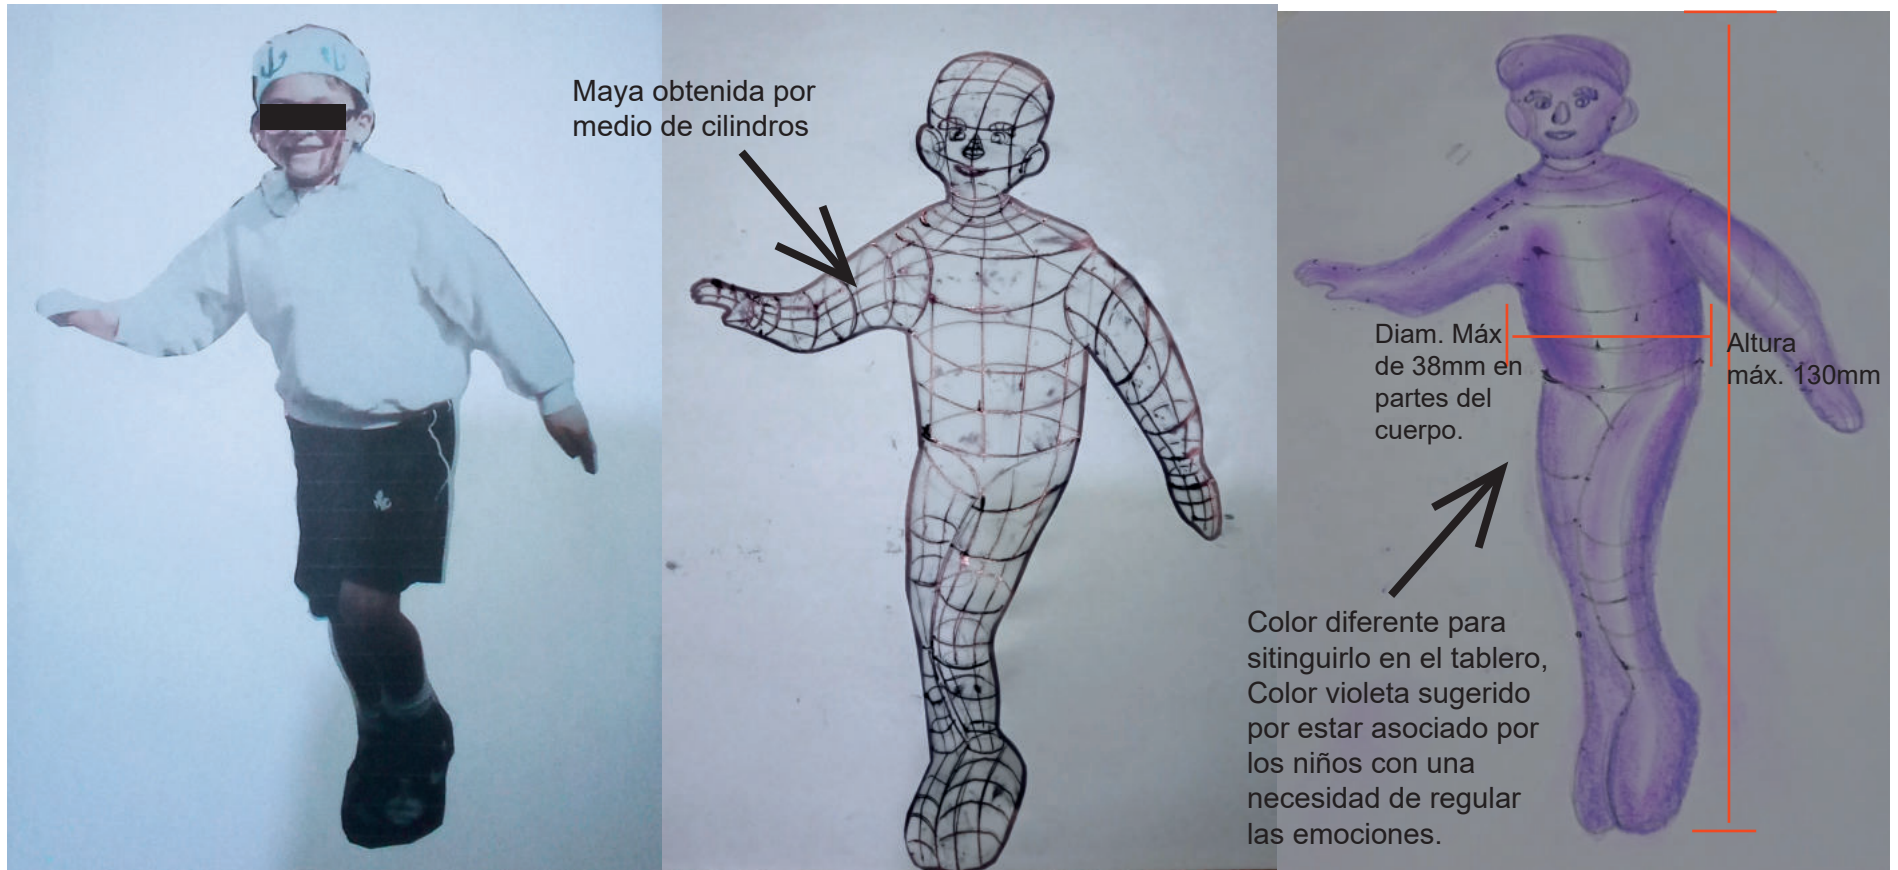 Maya obtenida por
medio de cilindros
Diam. Máx
de 38mm en
partes del
cuerpo.
Altura
máx. 130mm
Color diferente para
sitinguirlo en el tablero,
Color violeta sugerido
por estar asociado por
los niños con una
necesidad de regular
las emociones.